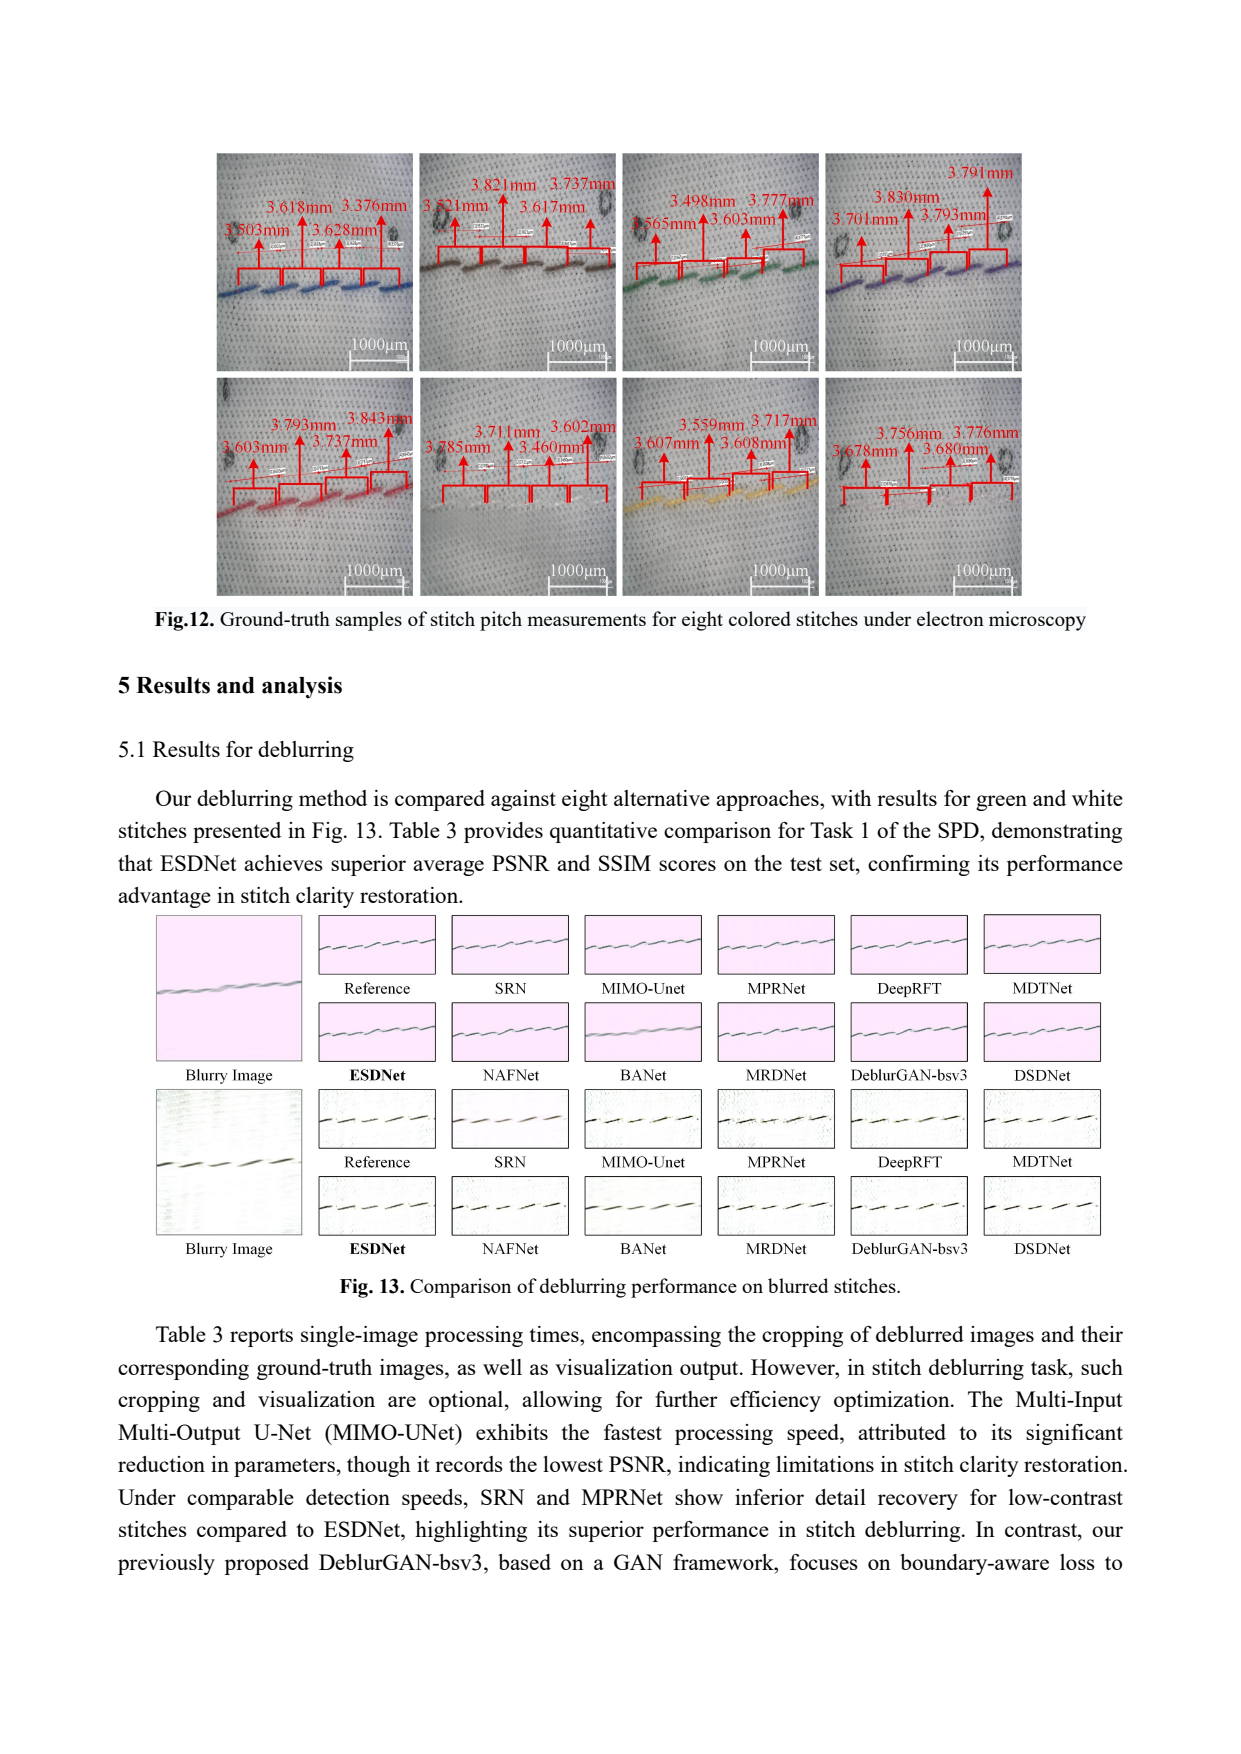 3.618mm 3.376mm
3.503mm 3.628mm
1000μm
3.821mm 3.737mm
3.521mm 3.617mm
1000μm
3.498mm 3.777mm
3.565mm 3.603mm
1000μm
3.791mm
3.830mm
3.701mm 3.793mm
1000μm
3.793mm 3.843mm
3.603mm 3.737mm
1000μm
3.711mm 3.602mm
3.785mm 3.460mm
1000μm
3.559mm 3.717mm
3.607mm 3.608mm
1000μm
3.756mm 3.776mm
3.678mm 3.680mm
1000μm
Fig.12. Ground-truth samples of stitch pitch measurements for eight colored stitches under electron microscopy
5 Results and analysis
5.1 Results for deblurring
Our deblurring method is compared against eight alternative approaches, with results for green and white
stitches presented in Fig. 13. Table 3 provides quantitative comparison for Task 1 of the SPD, demonstrating
that ESDNet achieves superior average PSNR and SSIM scores on the test set, confirming its performance
advantage in stitch clarity restoration.
Reference SRN MIMO-Unet MPRNet DeepRFT MDTNet
Blurry Image ESDNet NAFNet BANet MRDNet DeblurGAN-bsv3 DSDNet
Reference SRN MIMO-Unet MPRNet DeepRFT MDTNet
Blurry Image ESDNet NAFNet BANet MRDNet DeblurGAN-bsv3 DSDNet
Fig. 13. Comparison of deblurring performance on blurred stitches.
Table 3 reports single-image processing times, encompassing the cropping of deblurred images and their
corresponding ground-truth images, as well as visualization output. However, in stitch deblurring task, such
cropping and visualization are optional, allowing for further efficiency optimization. The Multi-Input
Multi-Output U-Net (MIMO-UNet) exhibits the fastest processing speed, attributed to its significant
reduction in parameters, though it records the lowest PSNR, indicating limitations in stitch clarity restoration.
Under comparable detection speeds, SRN and MPRNet show inferior detail recovery for low-contrast
stitches compared to ESDNet, highlighting its superior performance in stitch deblurring. In contrast, our
previously proposed DeblurGAN-bsv3, based on a GAN framework, focuses on boundary-aware loss to